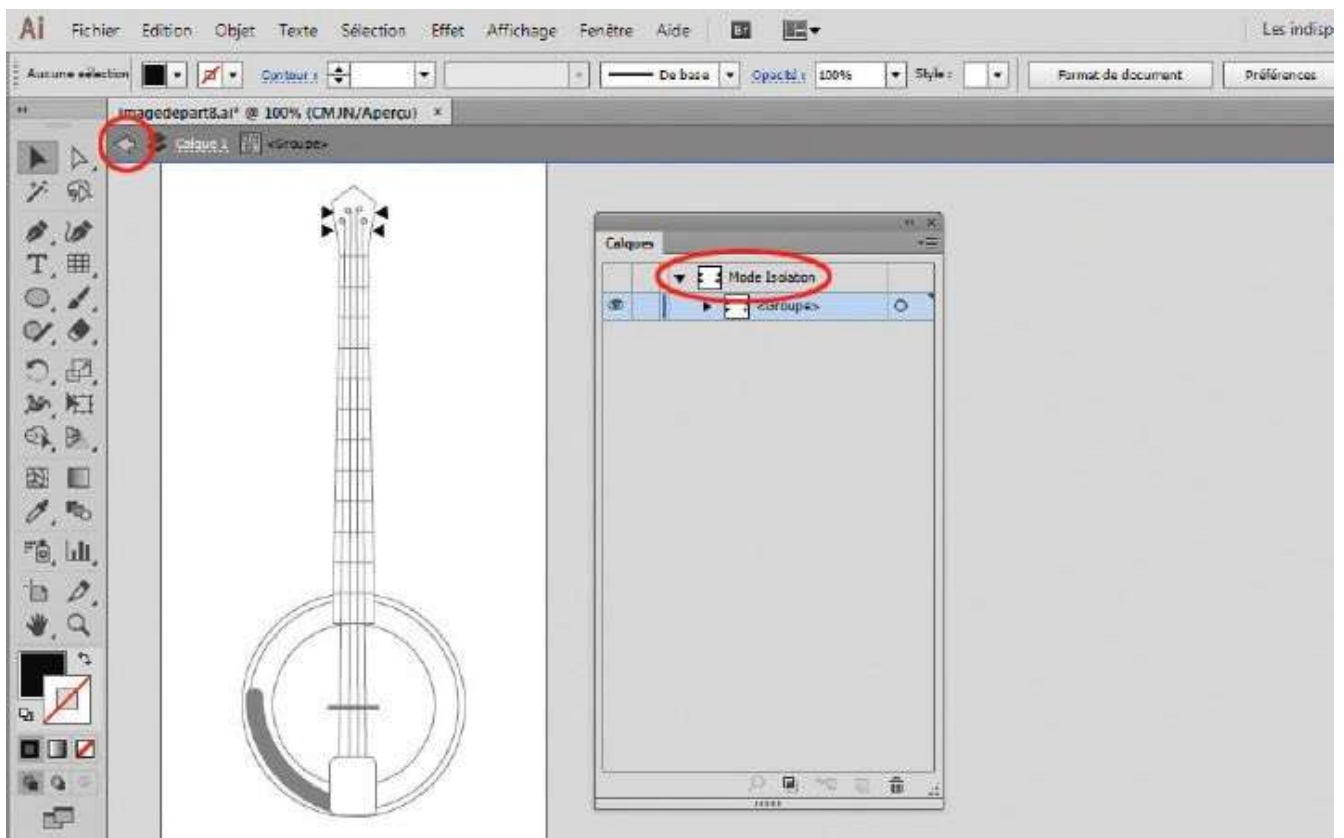 Ai Fichier Edition Objet Texte Sélection Effet Affichage Fenêtre Aide Br Les indisp
Aucune sélection Contour : De base Opacité : 100% Style : Format de document Préférences
imagedepart8.ai* @ 100% (CMJN/Aperçu) ×
Calque 1 <Groupe>
Calques
Mode Isolation
<Groupe>